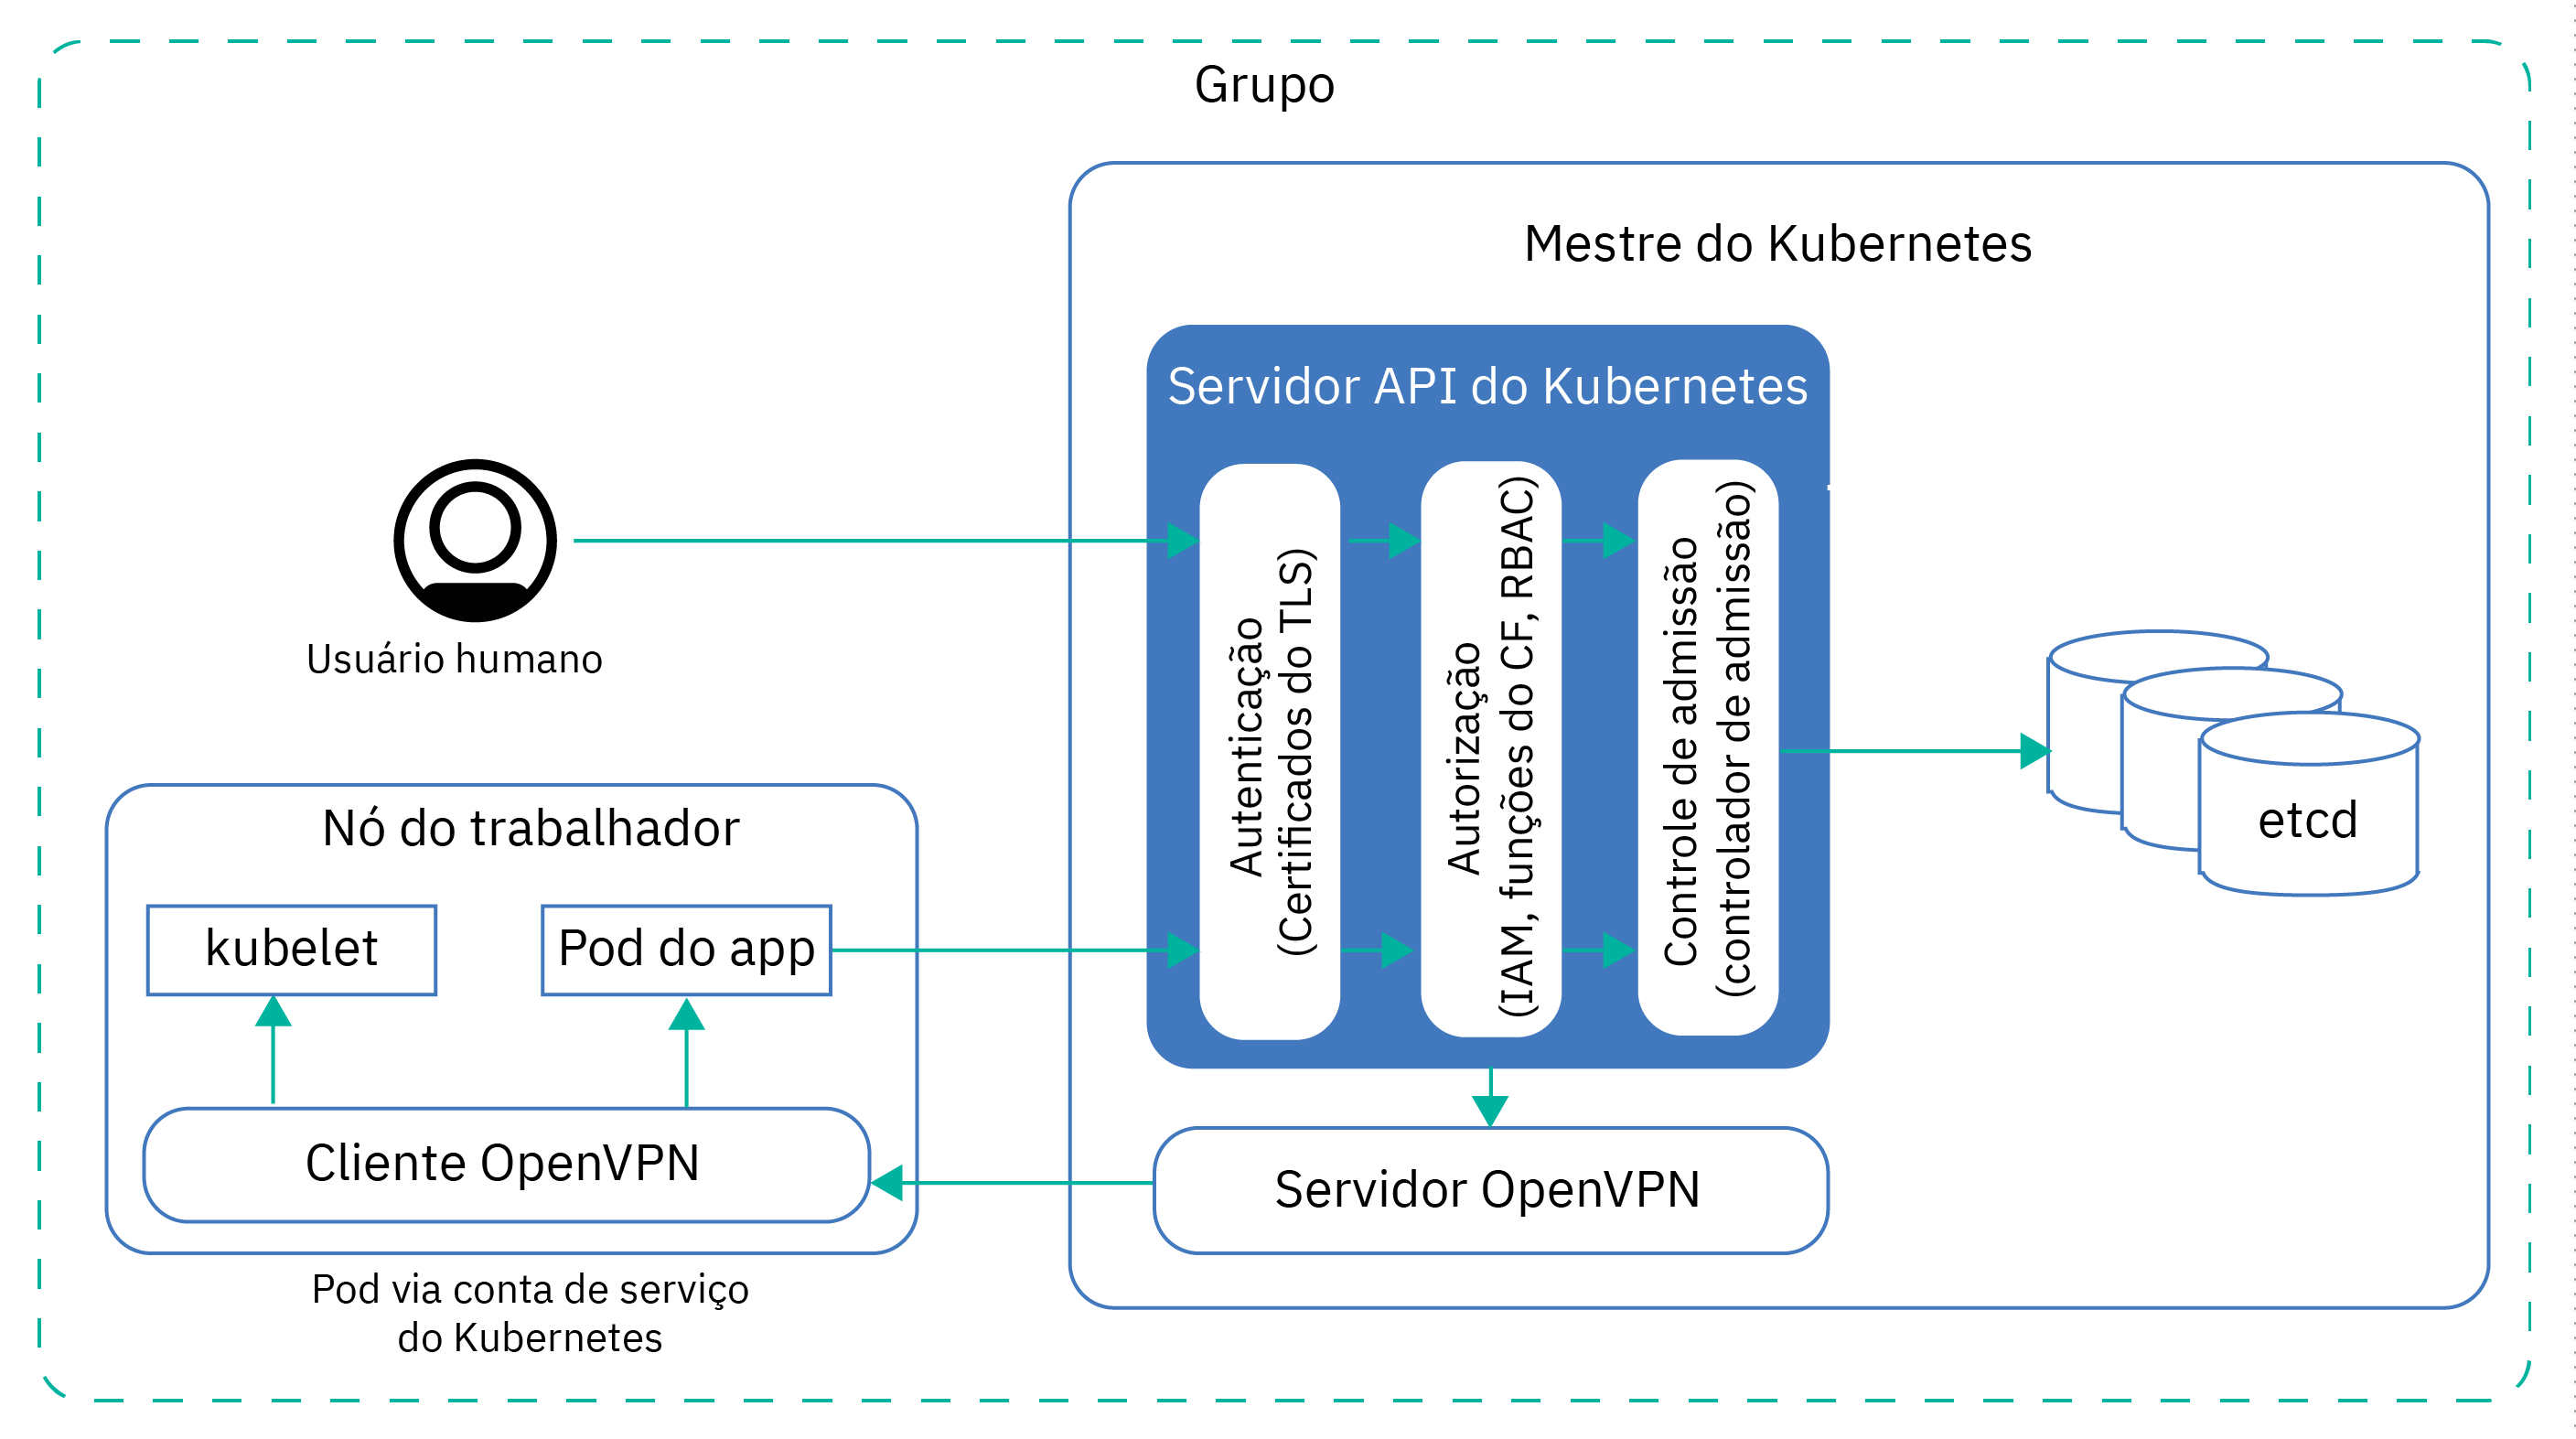 Grupo
Mestre do Kubernetes
Servidor API do Kubernetes
Autenticação
(Certificados do TLS)
Autorização
(IAM, funções do CF, RBAC)
Controle de admissão
(controlador de admissão)
Usuário humano
etcd
Nó do trabalhador
kubelet
Pod do app
Cliente OpenVPN
Servidor OpenVPN
Pod via conta de serviço
do Kubernetes